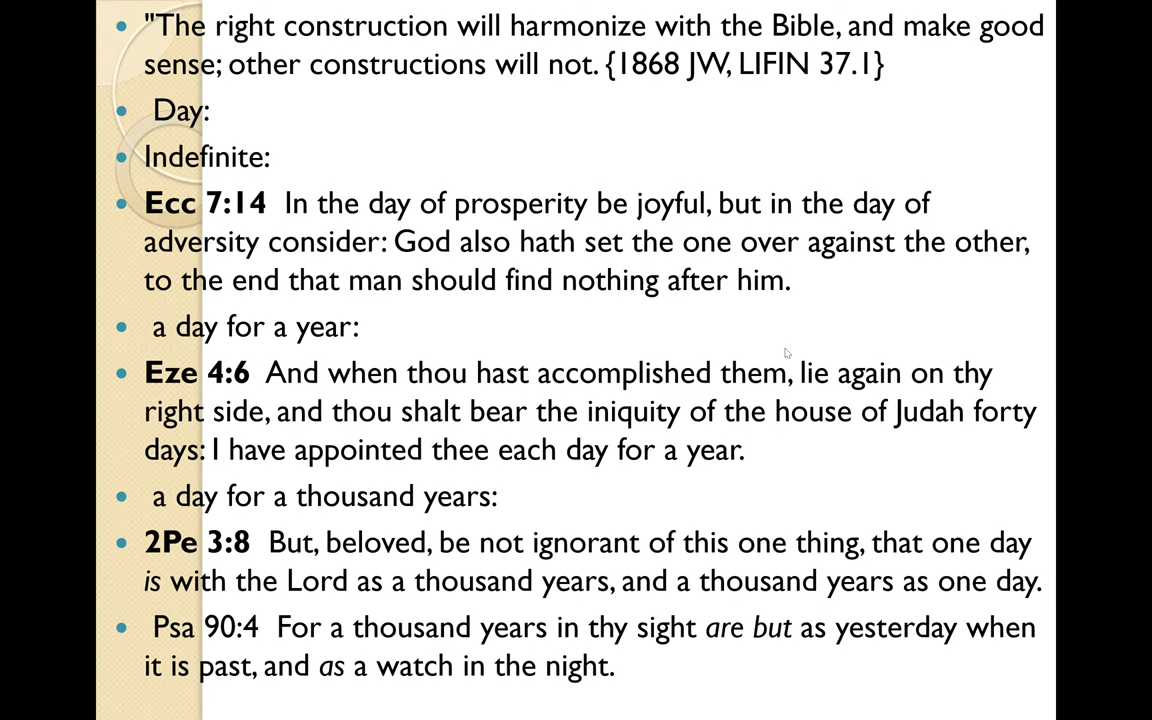 "The right construction will harmonize with the Bible, and make good
sense; other constructions will not. {1868 JW, LIFIN 37.1}
Day:
Indefinite:
Ecc 7:14 In the day of prosperity be joyful, but in the day of
adversity consider: God also hath set the one over against the other,
to the end that man should find nothing after him.
a day for a year:
Eze 4:6 And when thou hast accomplished them, lie again on thy
right side, and thou shalt bear the iniquity of the house of Judah forty
days: I have appointed thee each day for a year.
a day for a thousand years:
2Pe 3:8 But, beloved, be not ignorant of this one thing, that one day
is with the Lord as a thousand years, and a thousand years as one day.
Psa 90:4 For a thousand years in thy sight are but as yesterday when
it is past, and as a watch in the night.